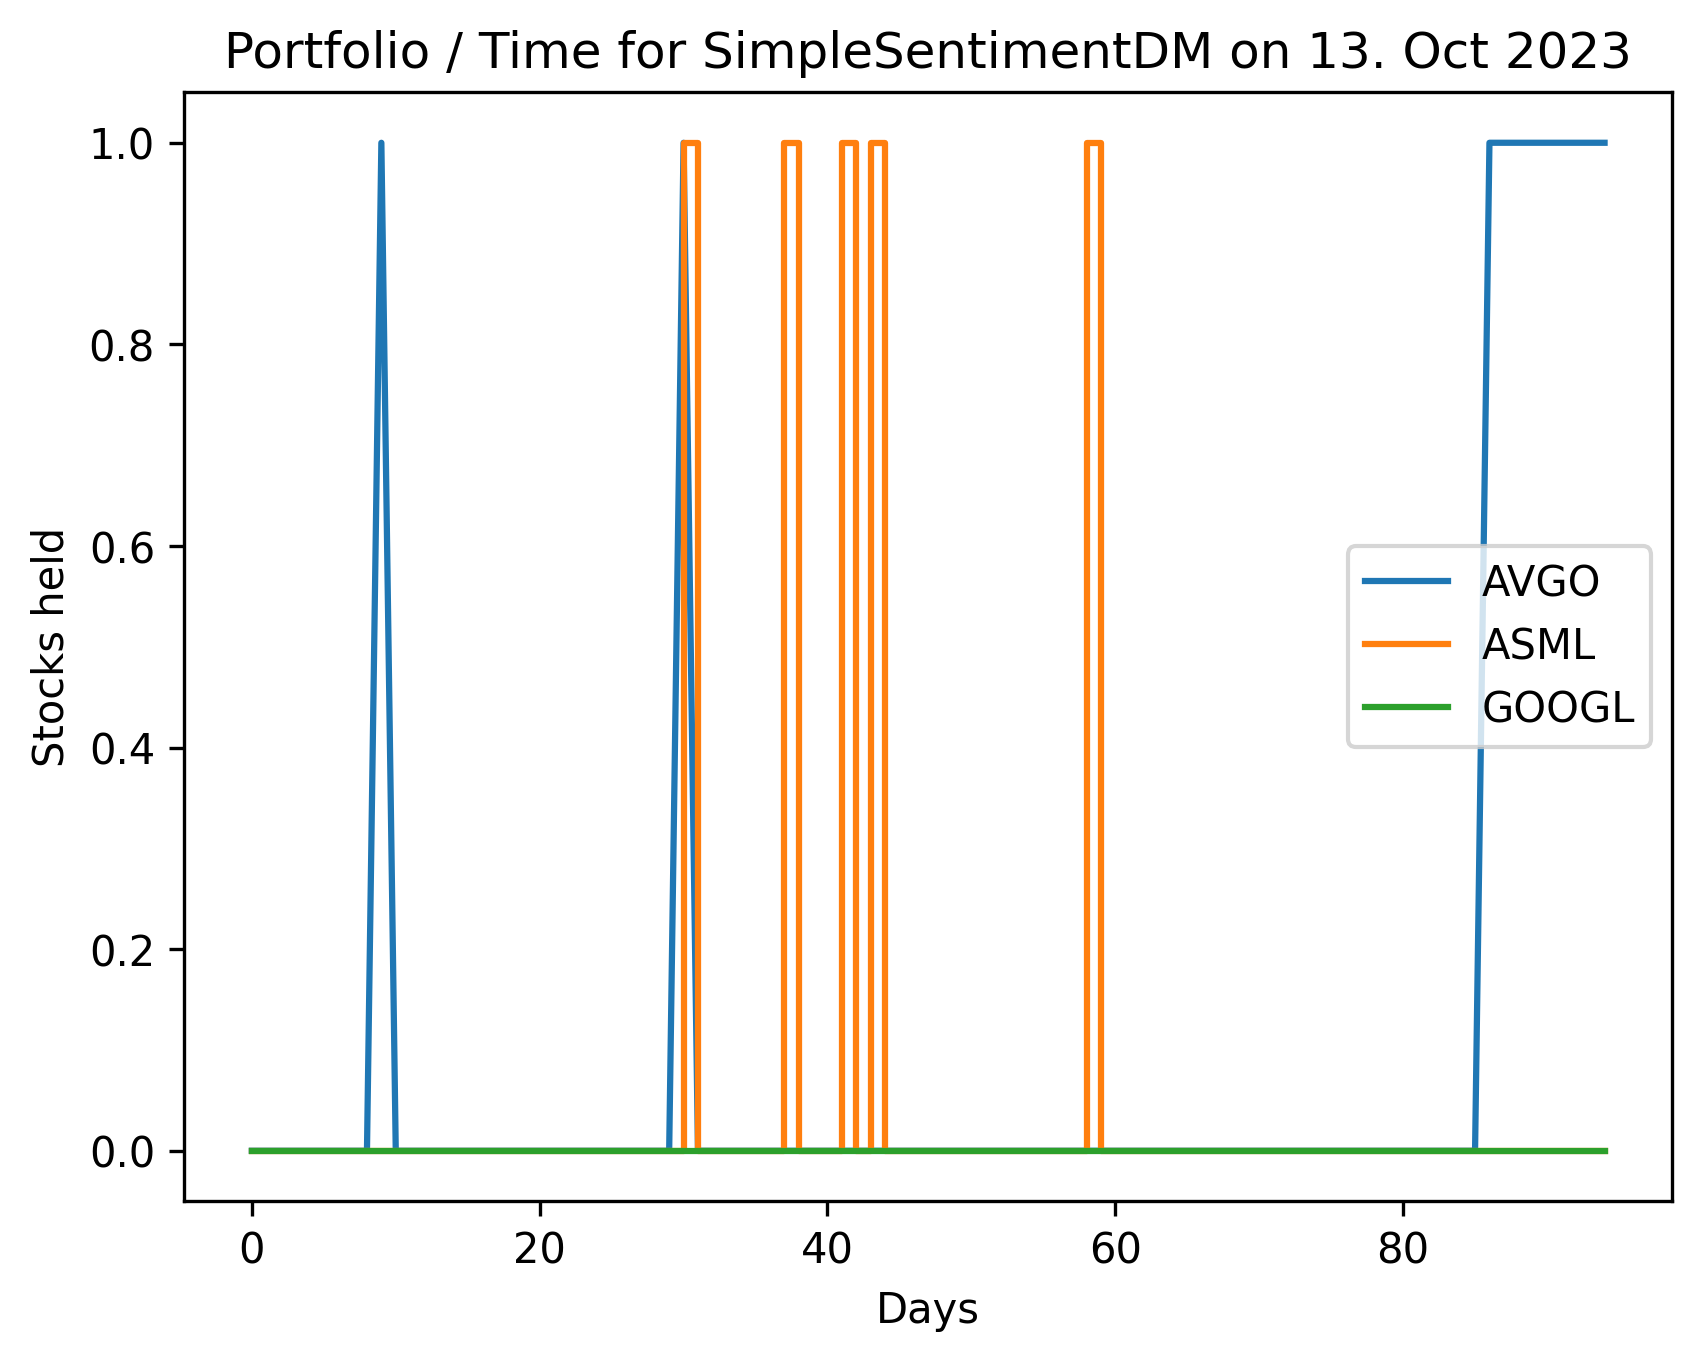 Portfolio / Time for SimpleSentimentDM on 13. Oct 2023
1.0
0.8
0.6
0.4
0.2
0.0
Stocks held
AVGO
ASML
GOOGL
0 20 40 60 80
Days